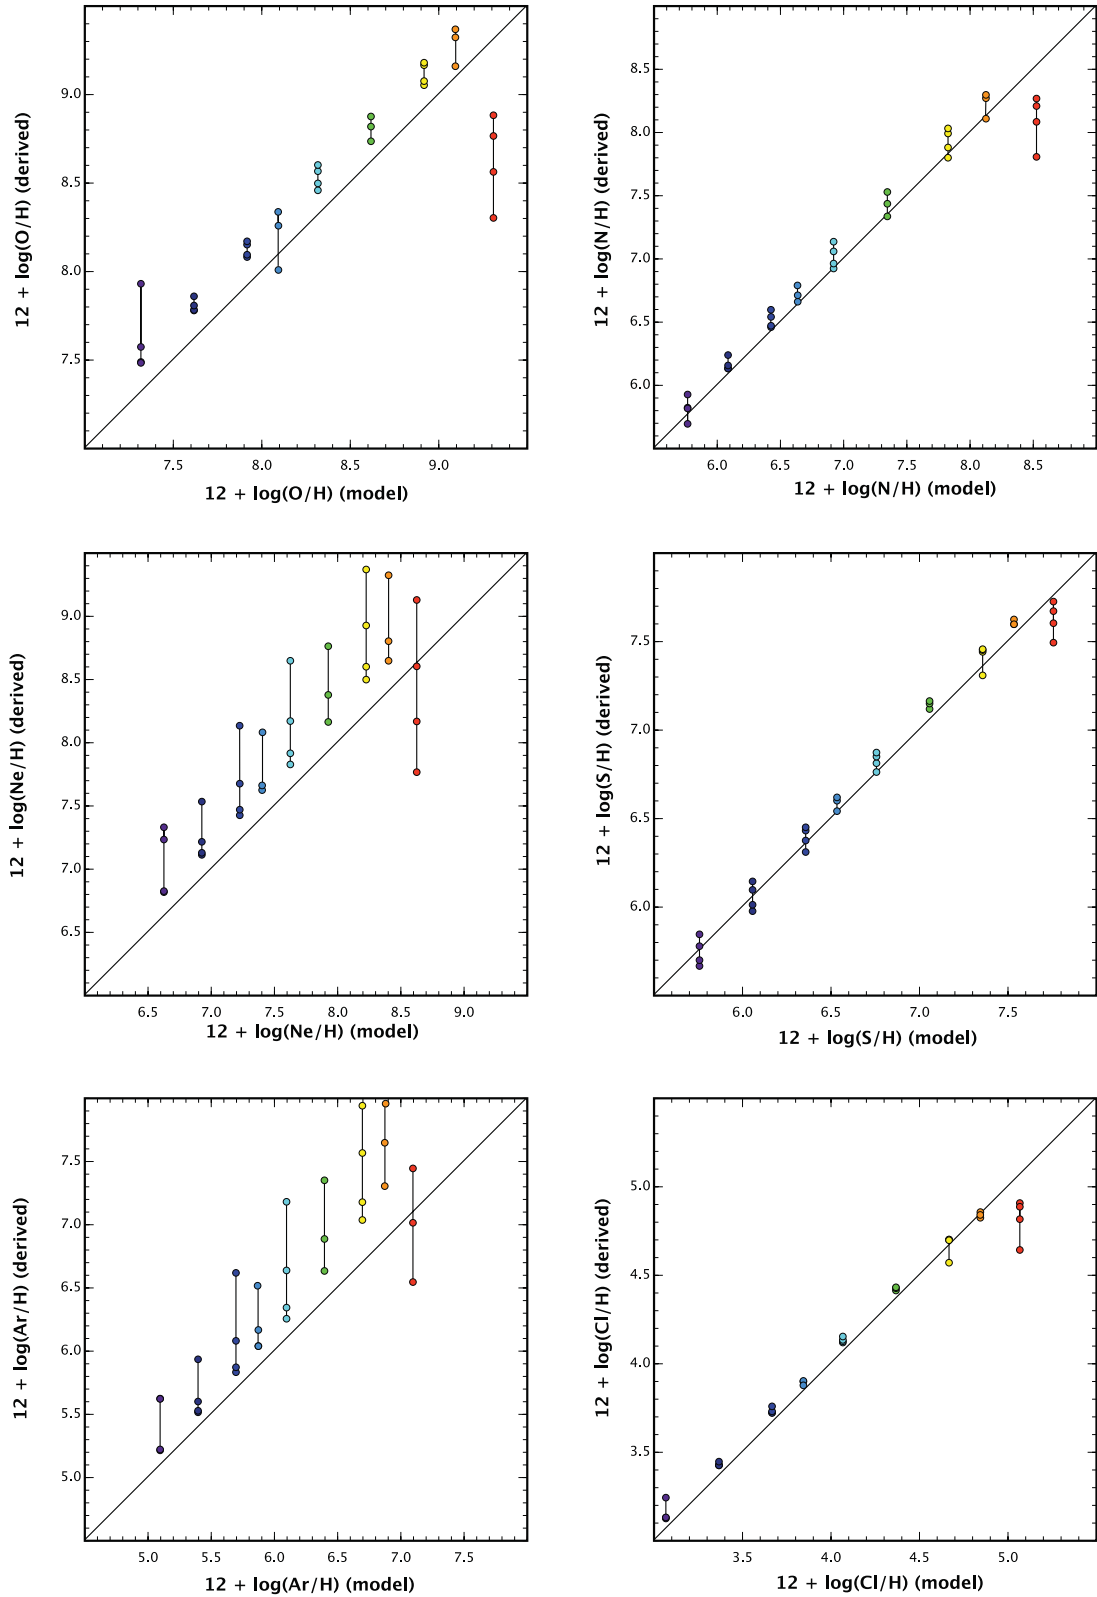 12 + log(O/H) (derived)
9.0
8.5
8.0
7.5
7.5 8.0 8.5 9.0
12 + log(O/H) (model)
12 + log(N/H) (derived)
8.5
8.0
7.5
7.0
6.5
6.0
6.0 6.5 7.0 7.5 8.0 8.5
12 + log(N/H) (model)
12 + log(Ne/H) (derived)
9.0
8.5
8.0
7.5
7.0
6.5
6.5 7.0 7.5 8.0 8.5 9.0
12 + log(Ne/H) (model)
12 + log(S/H) (derived)
7.5
7.0
6.5
6.0
6.0 6.5 7.0 7.5
12 + log(S/H) (model)
12 + log(Ar/H) (derived)
7.5
7.0
6.5
6.0
5.5
5.0
5.0 5.5 6.0 6.5 7.0 7.5
12 + log(Ar/H) (model)
12 + log(Cl/H) (derived)
5.0
4.5
4.0
3.5
3.5 4.0 4.5 5.0
12 + log(Cl/H) (model)